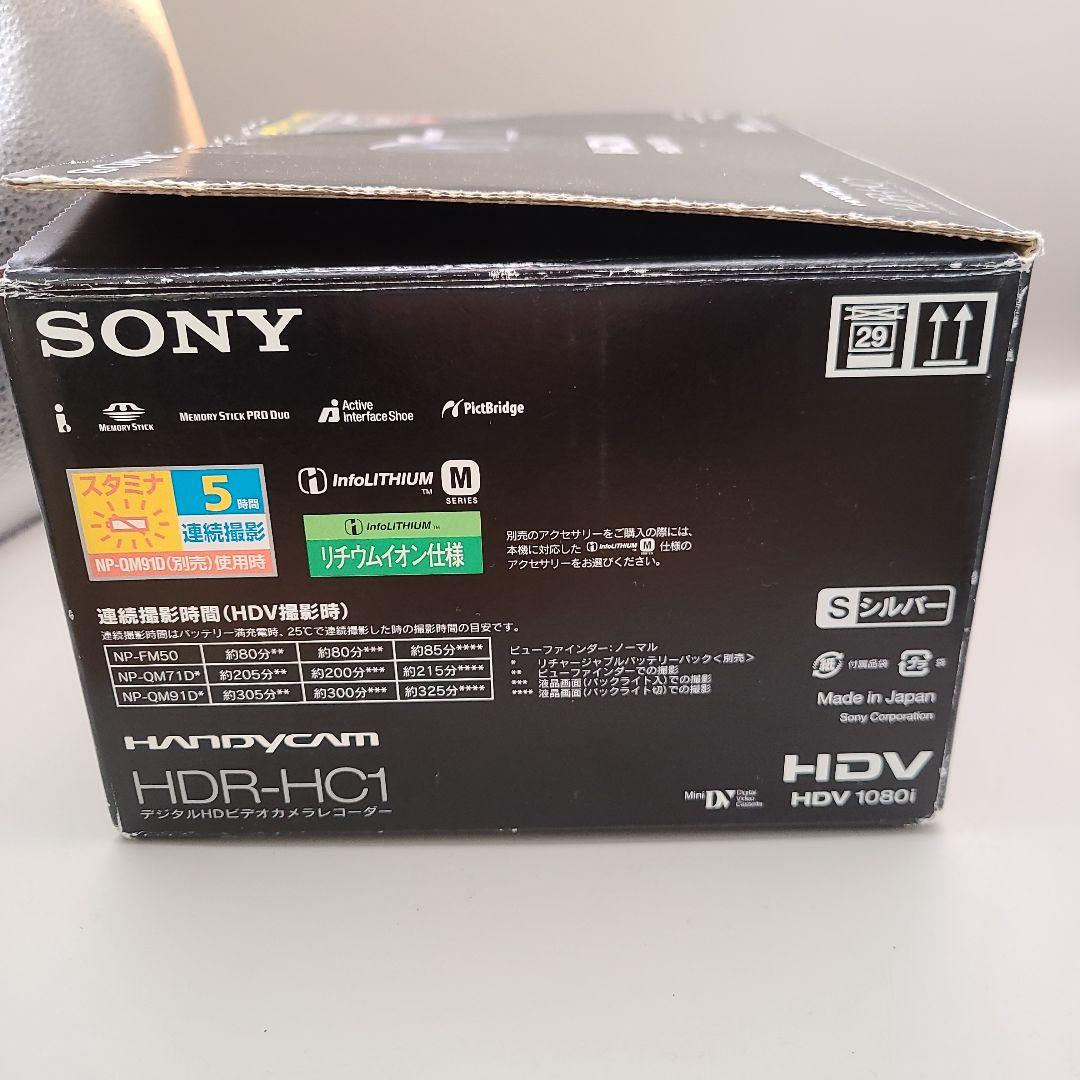 SONY
29
MEMORY STICK
MEMORY STICK PRO DUO
Active
Interface Shoe
PictBridge
スタミナ
5時間
連続撮影
NP-QM91D(別売)使用時
InfoLITHIUM TM
M
SERIES
InfoLITHIUM TM
リチウムイオン仕様
別売のアクセサリーをご購入の際には、
本機に対応した InfoLITHIUM M 仕様の
アクセサリーをお選びください。
S シルバー
連続撮影時間(HDV撮影時)
連続撮影時間はバッテリー満充電時、25℃で連続撮影した時の撮影時間の目安です。
NP-FM50 約80分** 約80分*** 約85分****
NP-QM71D* 約205分** 約200分*** 約215分****
NP-QM91D* 約305分** 約300分*** 約325分****
ビューファインダー:ノーマル
* リチャージャブルバッテリーパック<別売>
** ビューファインダーでの撮影
*** 液晶画面(バックライト入)での撮影
**** 液晶画面(バックライト切)での撮影
紙 付属品袋
プラ 袋
Made in Japan
Sony Corporation
HANDYCAM
HDR-HC1
デジタルHDビデオカメラレコーダー
Mini DV Digital Video Cassette
HDV
HDV 1080i